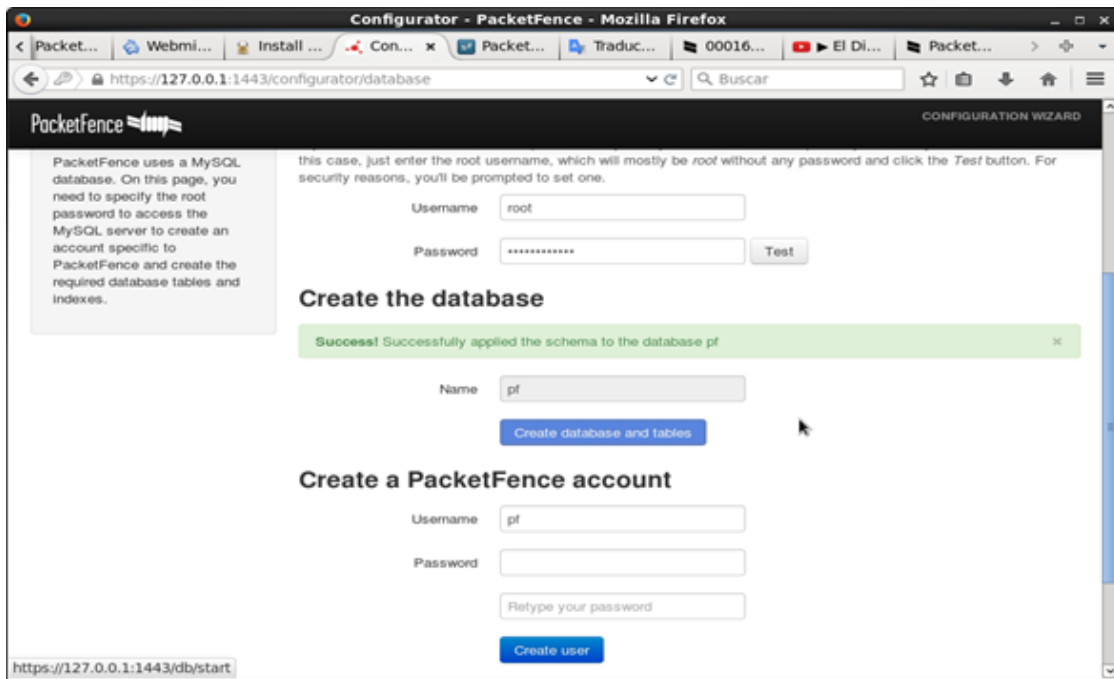 Configurator - PacketFence - Mozilla Firefox
Packet... Webmi... Install ... Con... x Packet... Traduc... 00016... El Di... Packet...
https://127.0.0.1:1443/configurator/database Buscar
PacketFence CONFIGURATION WIZARD
PacketFence uses a MySQL
database. On this page, you
need to specify the root
password to access the
MySQL server to create an
account specific to
PacketFence and create the
required database tables and
indexes.
this case, just enter the root username, which will mostly be root without any password and click the Test button. For
security reasons, you'll be prompted to set one.
Username root
Password •••••••••••• Test
Create the database
Success! Successfully applied the schema to the database pf ×
Name pf
Create database and tables
Create a PacketFence account
Username pf
Password
Retype your password
Create user
https://127.0.0.1:1443/db/start